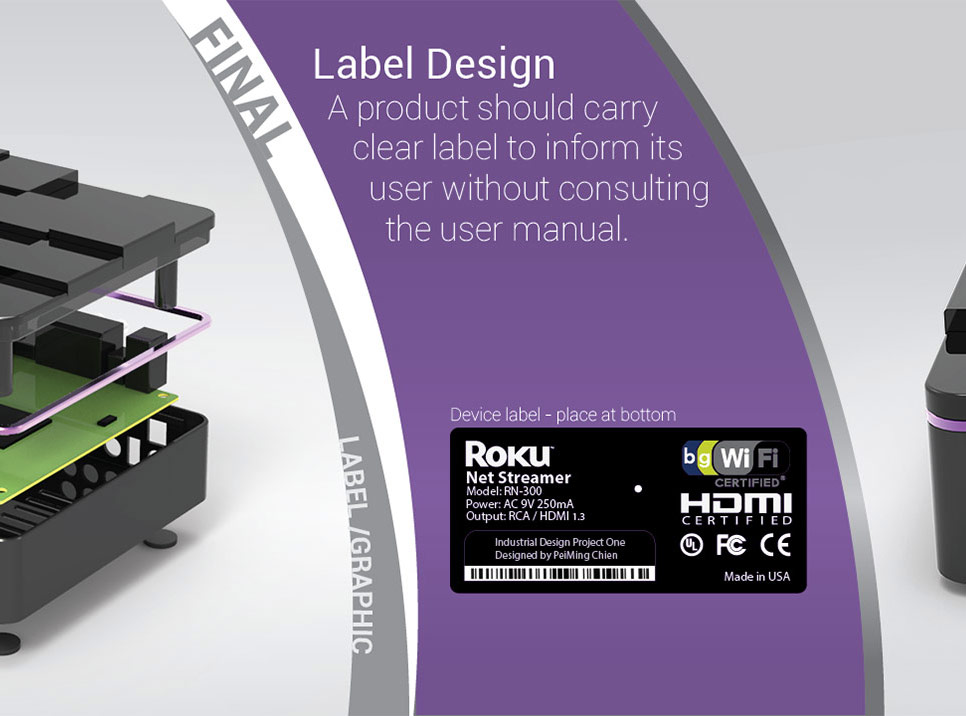 FINAL
Label Design
A product should carry
clear label to inform its
user without consulting
the user manual.
LABEL /GRAPHIC
Device label - place at bottom
ROKU™
Net Streamer
Model: RN-300
Power: AC 9V 250mA
Output: RCA / HDMI 1.3
Industrial Design Project One
Designed by PeiMing Chien
b g Wi Fi
CERTIFIED®
HDMI
CERTIFIED
UL FC CE
Made in USA